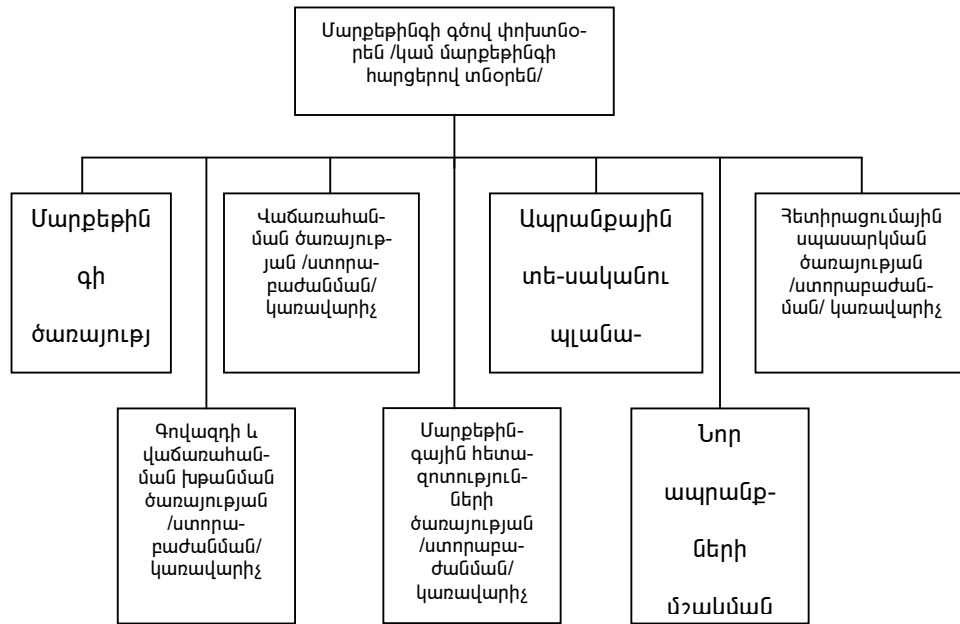 Մարքեթինգի գծով փոխտնօ-
րեն /կամ մարքեթինգի
հարցերով տնօրեն/
Մարքեթին
գի
ծառայությ
Վաճառահան-
ման ծառայութ-
յան /ստորա-
բաժանման/
կառավարիչ
Ապրանքային
տե-սականու
պլանա-
Հետիրացումային
սպասարկման
ծառայության
/ստորաբաժան-
ման/ կառավարիչ
Գովազդի և
վաճառահան-
ման խթանման
ծառայության
/ստորա-
բաժանման/
կառավարիչ
Մարքեթին-
գային հետա-
զոտություն-
ների
ծառայության
/ստորաբա-
ժանման/
կառավարիչ
Նոր
ապրանք-
ների
մշակման